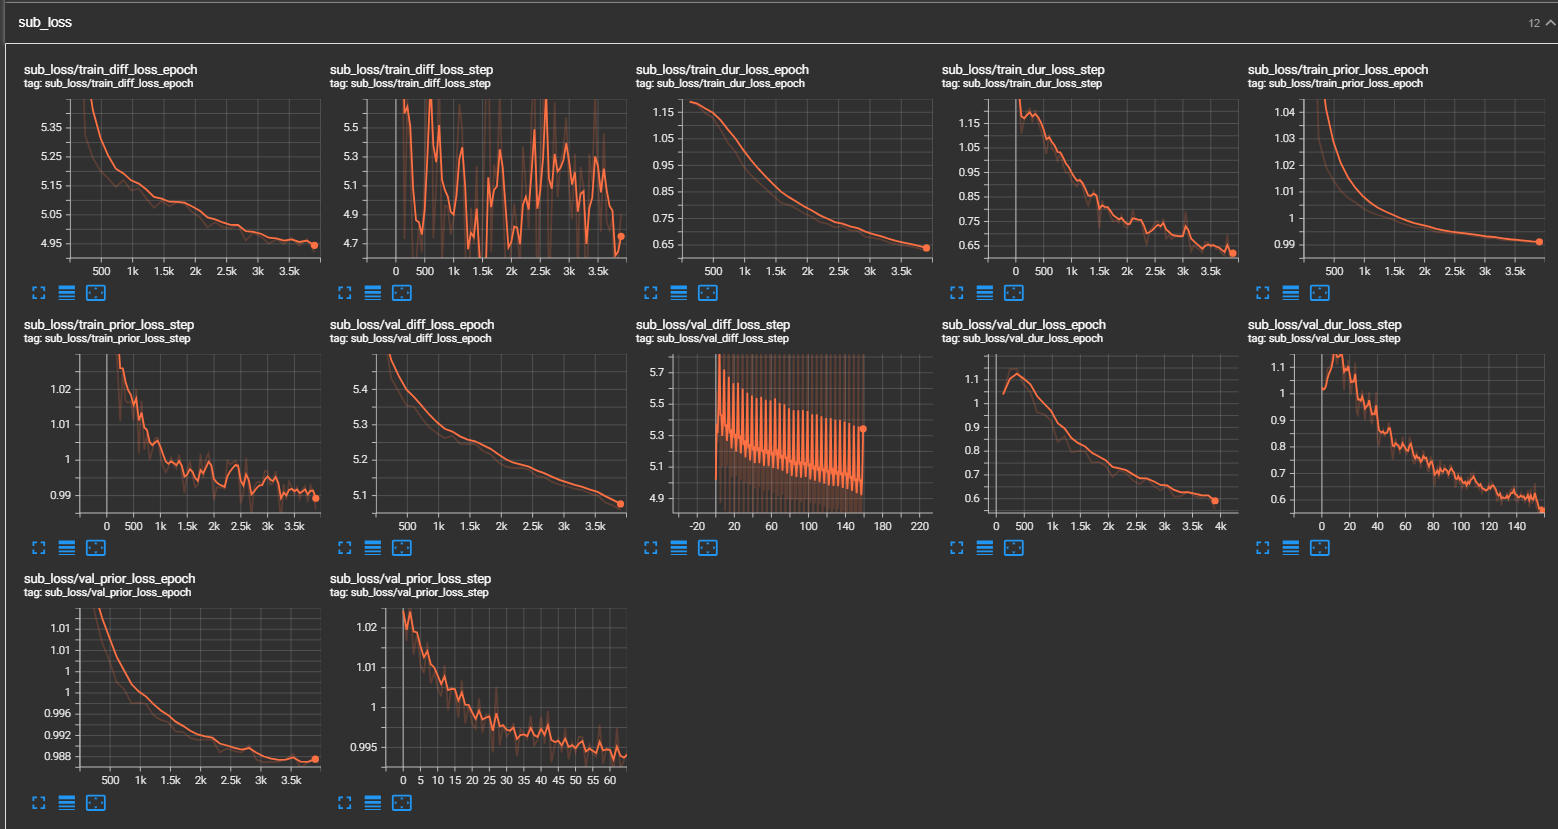 sub_loss
12
sub_loss/train_diff_loss_epoch
tag: sub_loss/train_diff_loss_epoch
5.35
5.25
5.15
5.05
4.95
500 1k 1.5k 2k 2.5k 3k 3.5k
sub_loss/train_diff_loss_step
tag: sub_loss/train_diff_loss_step
5.5
5.3
5.1
4.9
4.7
0 500 1k 1.5k 2k 2.5k 3k 3.5k
sub_loss/train_dur_loss_epoch
tag: sub_loss/train_dur_loss_epoch
1.15
1.05
0.95
0.85
0.75
0.65
500 1k 1.5k 2k 2.5k 3k 3.5k
sub_loss/train_dur_loss_step
tag: sub_loss/train_dur_loss_step
1.15
1.05
0.95
0.85
0.75
0.65
0 500 1k 1.5k 2k 2.5k 3k 3.5k
sub_loss/train_prior_loss_epoch
tag: sub_loss/train_prior_loss_epoch
1.04
1.03
1.02
1.01
1
0.99
500 1k 1.5k 2k 2.5k 3k 3.5k
sub_loss/train_prior_loss_step
tag: sub_loss/train_prior_loss_step
1.02
1.01
1
0.99
0 500 1k 1.5k 2k 2.5k 3k 3.5k
sub_loss/val_diff_loss_epoch
tag: sub_loss/val_diff_loss_epoch
5.4
5.3
5.2
5.1
500 1k 1.5k 2k 2.5k 3k 3.5k
sub_loss/val_diff_loss_step
tag: sub_loss/val_diff_loss_step
5.7
5.5
5.3
5.1
4.9
-20 20 60 100 140 180 220
sub_loss/val_dur_loss_epoch
tag: sub_loss/val_dur_loss_epoch
1.1
1
0.9
0.8
0.7
0.6
0 500 1k 1.5k 2k 2.5k 3k 3.5k 4k
sub_loss/val_dur_loss_step
tag: sub_loss/val_dur_loss_step
1.1
1
0.9
0.8
0.7
0.6
0 20 40 60 80 100 120 140
sub_loss/val_prior_loss_epoch
tag: sub_loss/val_prior_loss_epoch
1.01
1.01
1
1
0.996
0.992
0.988
500 1k 1.5k 2k 2.5k 3k 3.5k
sub_loss/val_prior_loss_step
tag: sub_loss/val_prior_loss_step
1.02
1.01
1
0.995
0 5 10 15 20 25 30 35 40 45 50 55 60